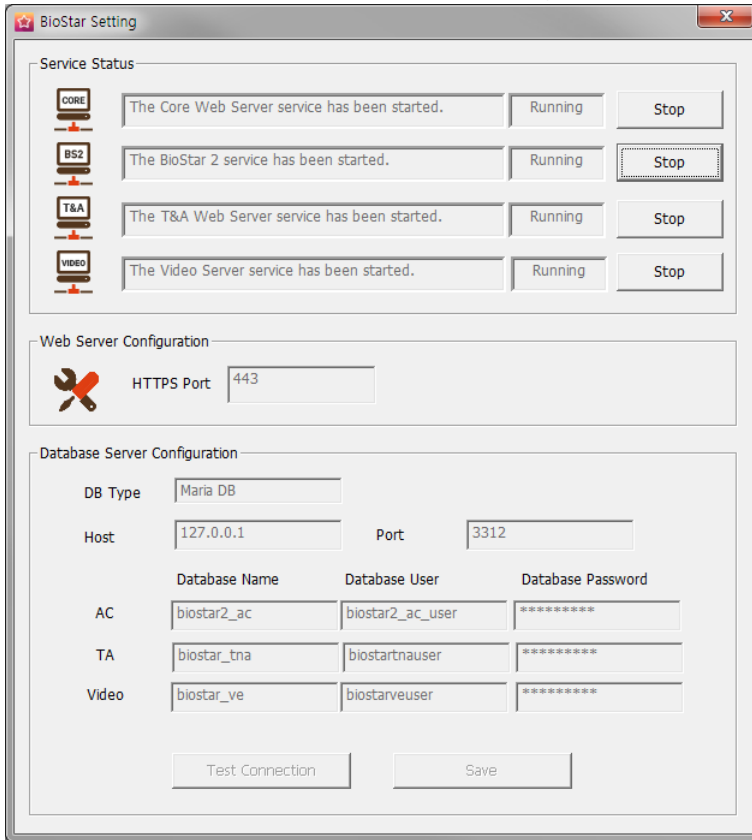 BioStar Setting
Service Status
CORE
The Core Web Server service has been started.
Running
Stop
BS2
The BioStar 2 service has been started.
Running
Stop
T&A
The T&A Web Server service has been started.
Running
Stop
VIDEO
The Video Server service has been started.
Running
Stop
Web Server Configuration
HTTPS Port
443
Database Server Configuration
DB Type
Maria DB
Host
127.0.0.1
Port
3312
Database Name
Database User
Database Password
AC
biostar2_ac
biostar2_ac_user
*********
TA
biostar_tna
biostartnauser
*********
Video
biostar_ve
biostarveuser
*********
Test Connection
Save